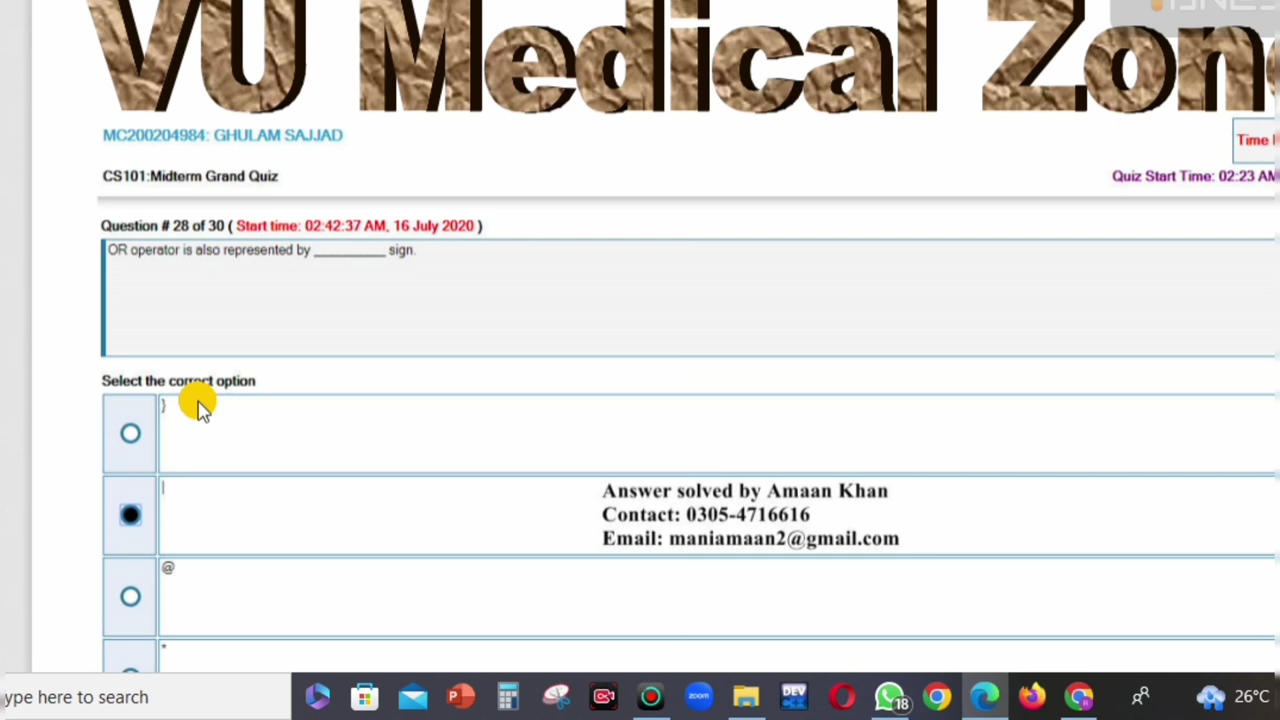 VU Medical Zon
MC200204984: GHULAM SAJJAD
Time
CS101:Midterm Grand Quiz
Quiz Start Time: 02:23 AM
Question # 28 of 30 ( Start time: 02:42:37 AM, 16 July 2020 )
OR operator is also represented by __________ sign.
Select the correct option
}
|
Answer solved by Amaan Khan
Contact: 0305-4716616
Email: maniamaan2@gmail.com
@
*
ype here to search
DEV
zoom
18
26°C